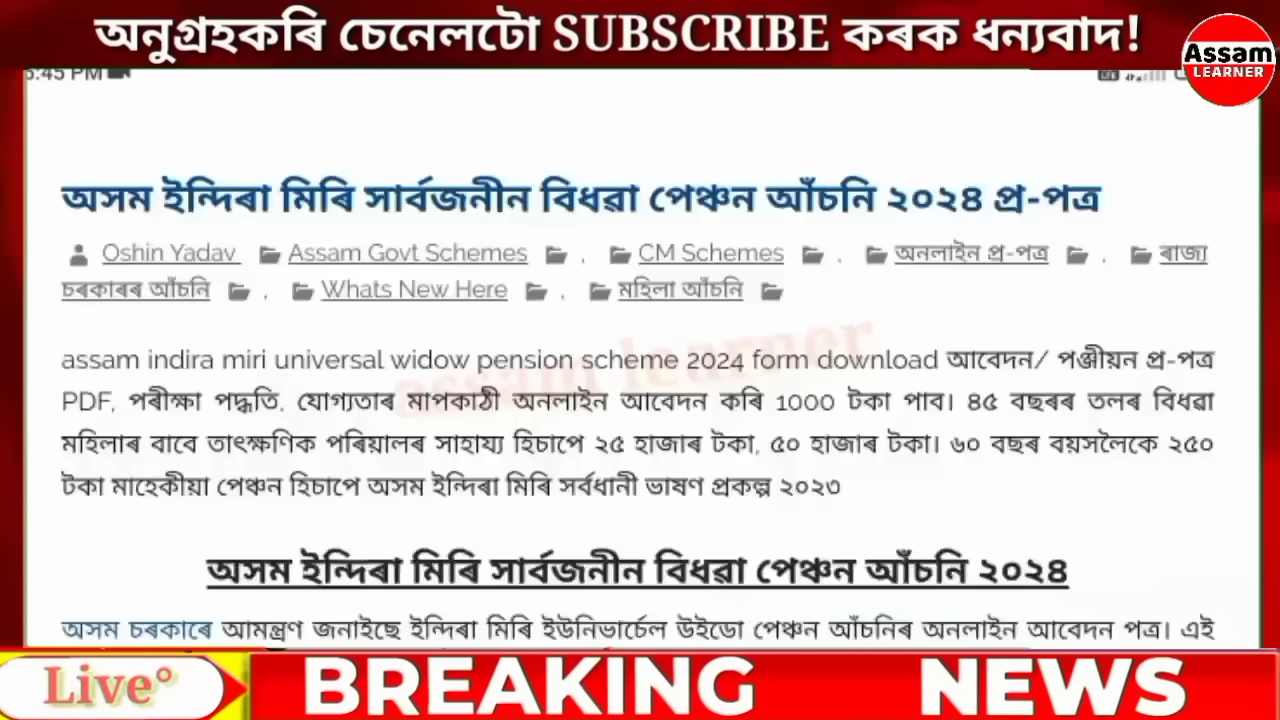 অনুগ্ৰহকৰি চেনেলটো SUBSCRIBE কৰক ধন্যবাদ!
Assam
LEARNER
5:45 PM
অসম ইন্দিৰা মিৰি সাৰ্বজনীন বিধৱা পেঞ্চন আঁচনি ২০২৪ প্ৰ-পত্ৰ
Oshin Yadav Assam Govt Schemes , CM Schemes , অনলাইন প্ৰ-পত্ৰ , ৰাজ্য
চৰকাৰৰ আঁচনি , Whats New Here , মহিলা আঁচনি
assam indira miri universal widow pension scheme 2024 form download আবেদন/ পঞ্জীয়ন প্ৰ-পত্ৰ
PDF, পৰীক্ষা পদ্ধতি, যোগ্যতাৰ মাপকাঠী অনলাইন আবেদন কৰি 1000 টকা পাব। ৪৫ বছৰৰ তলৰ বিধৱা
মহিলাৰ বাবে তাৎক্ষণিক পৰিয়ালৰ সাহায্য হিচাপে ২৫ হাজাৰ টকা, ৫০ হাজাৰ টকা। ৬০ বছৰ বয়সলৈকে ২৫০
টকা মাহেকীয়া পেঞ্চন হিচাপে অসম ইন্দিৰা মিৰি সৰ্বধানী ভাষণ প্ৰকল্প ২০২৩
assam learner
অসম ইন্দিৰা মিৰি সাৰ্বজনীন বিধৱা পেঞ্চন আঁচনি ২০২৪
অসম চৰকাৰে আমন্ত্ৰণ জনাইছে ইন্দিৰা মিৰি ইউনিভাৰ্চেল উইডো পেঞ্চন আঁচনিৰ অনলাইন আবেদন পত্ৰ। এই
Live°
BREAKING NEWS